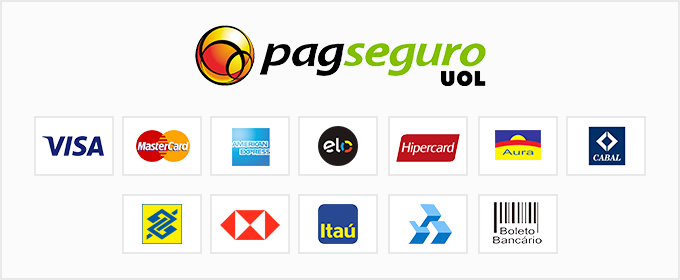 pagseguro
UOL
VISA
MasterCard
AMERICAN EXPRESS
elo
Hipercard
Aura
CABAL
Itaú
Boleto
Bancário